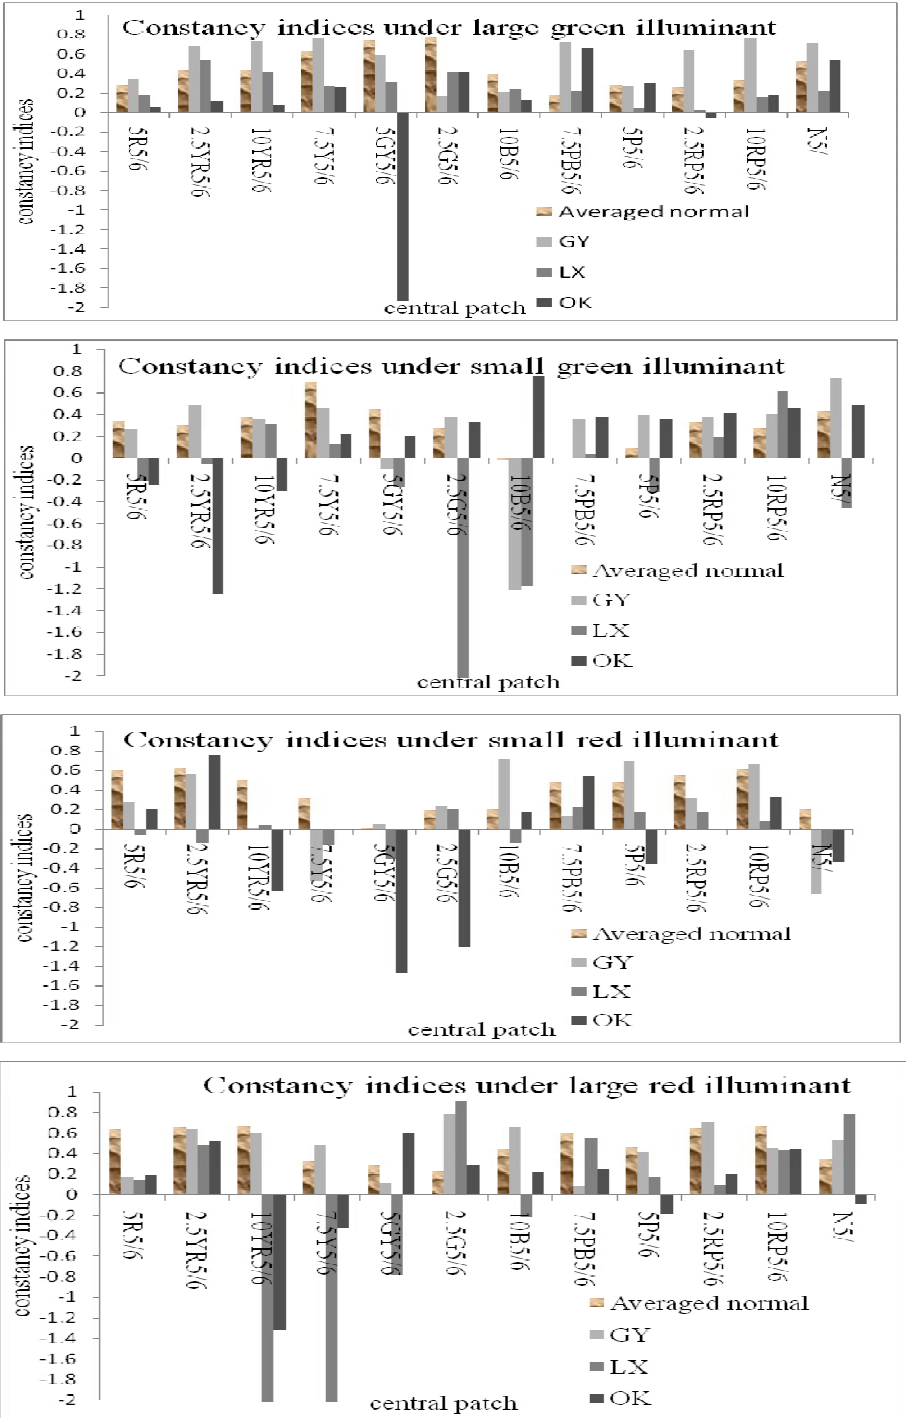 Constancy indices under large green illuminant
1
0.8
0.6
0.4
0.2
0
-0.2
-0.4
-0.6
-0.8
-1
-1.2
-1.4
-1.6
-1.8
-2
constancy indices
5R5/6
2.5YR5/6
10YR5/6
7.5Y5/6
5GY5/6
2.5G5/6
10B5/6
7.5PB5/6
5P5/6
2.5RP5/6
10RP5/6
N5/
Averaged normal
GY
LX
OK
central patch
Constancy indices under small green illuminant
1
0.8
0.6
0.4
0.2
0
-0.2
-0.4
-0.6
-0.8
-1
-1.2
-1.4
-1.6
-1.8
-2
constancy indices
5R5/6
2.5YR5/6
10YR5/6
7.5Y5/6
5GY5/6
2.5G5/6
10B5/6
7.5PB5/6
5P5/6
2.5RP5/6
10RP5/6
N5/
Averaged normal
GY
LX
OK
central patch
Constancy indices under small red illuminant
1
0.8
0.6
0.4
0.2
0
-0.2
-0.4
-0.6
-0.8
-1
-1.2
-1.4
-1.6
-1.8
-2
constancy indices
5R5/6
2.5YR5/6
10YR5/6
7.5Y5/6
5GY5/6
2.5G5/6
10B5/6
7.5PB5/6
5P5/6
2.5RP5/6
10RP5/6
N5/
Averaged normal
GY
LX
OK
central patch
Constancy indices under large red illuminant
1
0.8
0.6
0.4
0.2
0
-0.2
-0.4
-0.6
-0.8
-1
-1.2
-1.4
-1.6
-1.8
-2
constancy indices
5R5/6
2.5YR5/6
10YR5/6
7.5Y5/6
5GY5/6
2.5G5/6
10B5/6
7.5PB5/6
5P5/6
2.5RP5/6
10RP5/6
N5/
Averaged normal
GY
LX
OK
central patch